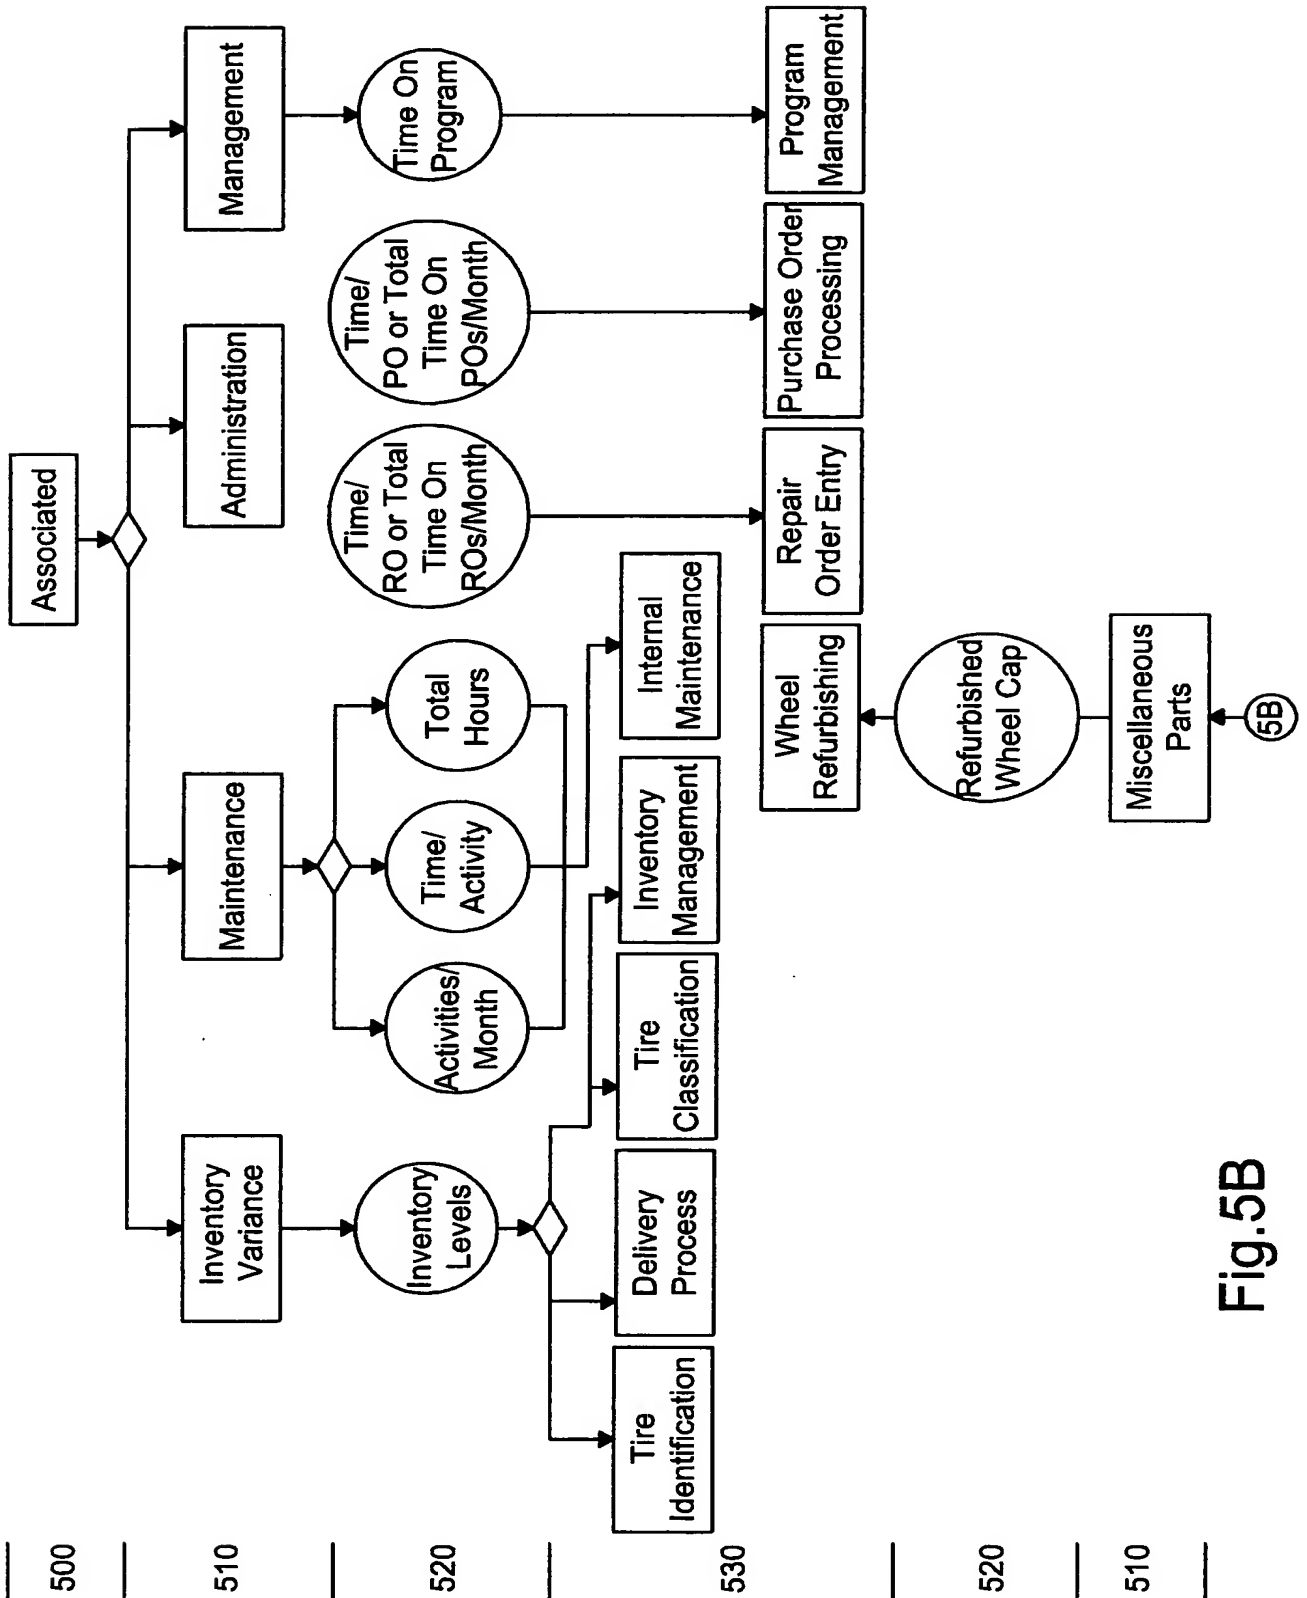 500
510
520
530
520
510
Associated
Inventory
Variance
Maintenance
Administration
Management
Inventory
Levels
Activities/
Month
Time/
Activity
Total
Hours
Time/
RO or Total
Time On
ROs/Month
Time/
PO or Total
Time On
POs/Month
Time On
Program
Tire
Identification
Delivery
Process
Tire
Classification
Inventory
Management
Internal
Maintenance
Wheel
Refurbishing
Repair
Order Entry
Purchase Order
Processing
Program
Management
Refurbished
Wheel Cap
Miscellaneous
Parts
5B
Fig.5B